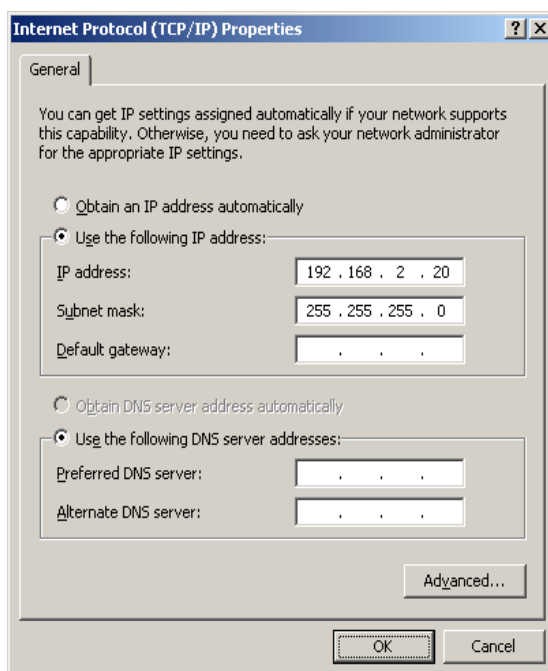 Internet Protocol (TCP/IP) Properties
General
You can get IP settings assigned automatically if your network supports
this capability. Otherwise, you need to ask your network administrator
for the appropriate IP settings.
Obtain an IP address automatically
Use the following IP address:
IP address: 192 . 168 . 2 . 20
Subnet mask: 255 . 255 . 255 . 0
Default gateway: . . .
Obtain DNS server address automatically
Use the following DNS server addresses:
Preferred DNS server: . . .
Alternate DNS server: . . .
Advanced...
OK Cancel